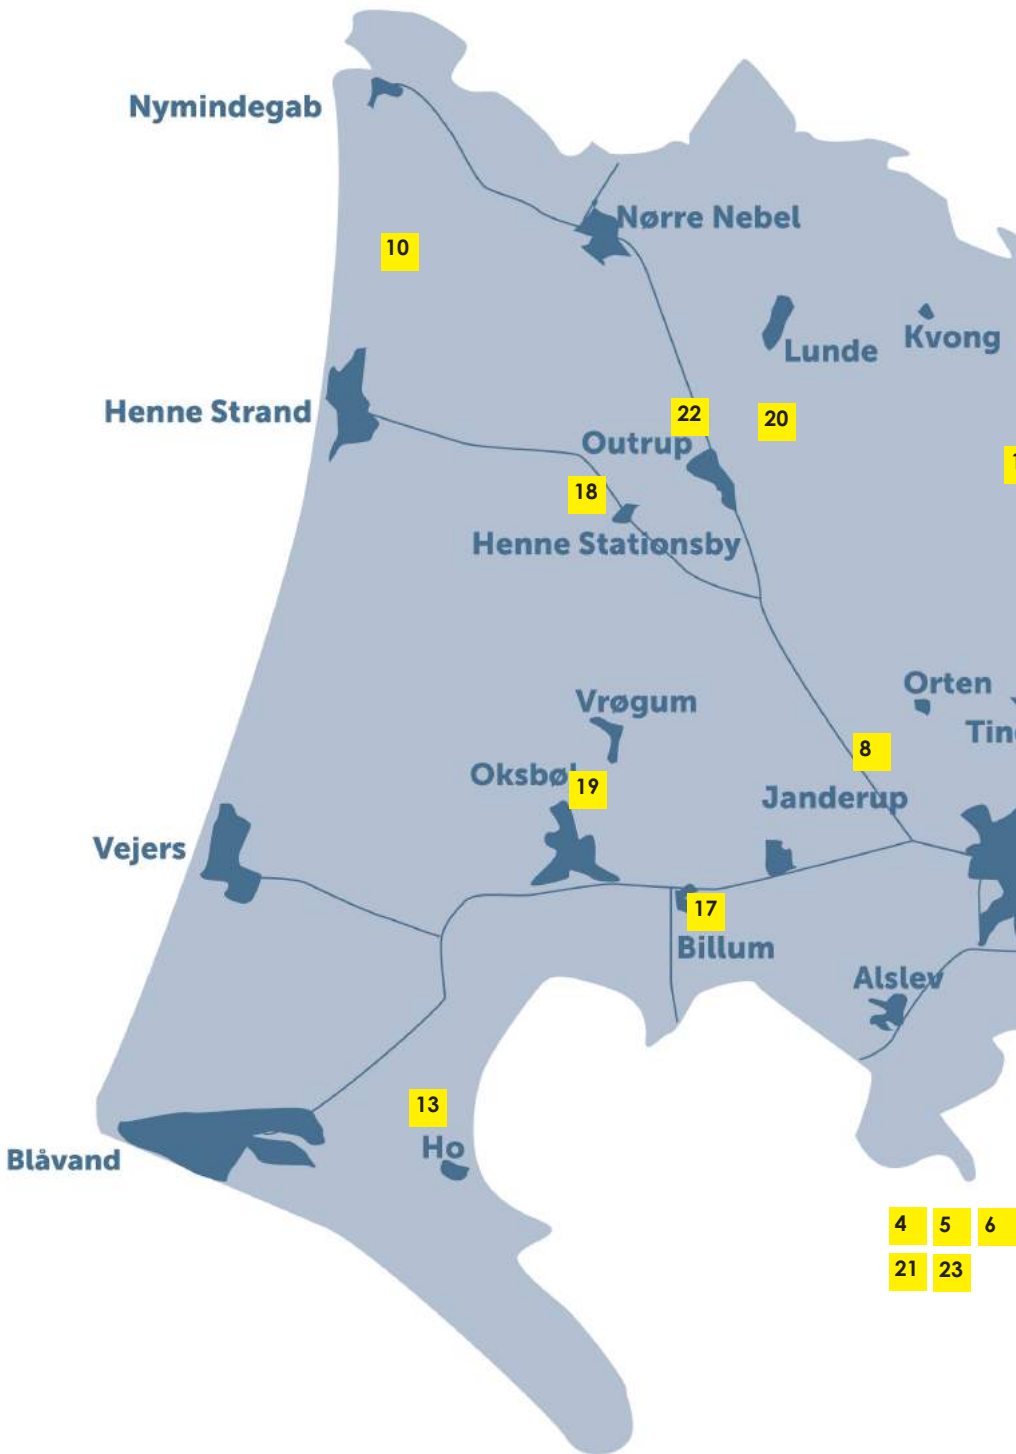 Nymindegab
Nørre Nebel
10
Lunde
Kvong
Henne Strand
22
20
Outrup
18
Henne Stationsby
Orten
Vrøgum
8
Oksbøl
19
Janderup
Vejers
17
Billum
Alslev
13
Ho
Blåvand
4 5 6
21 23